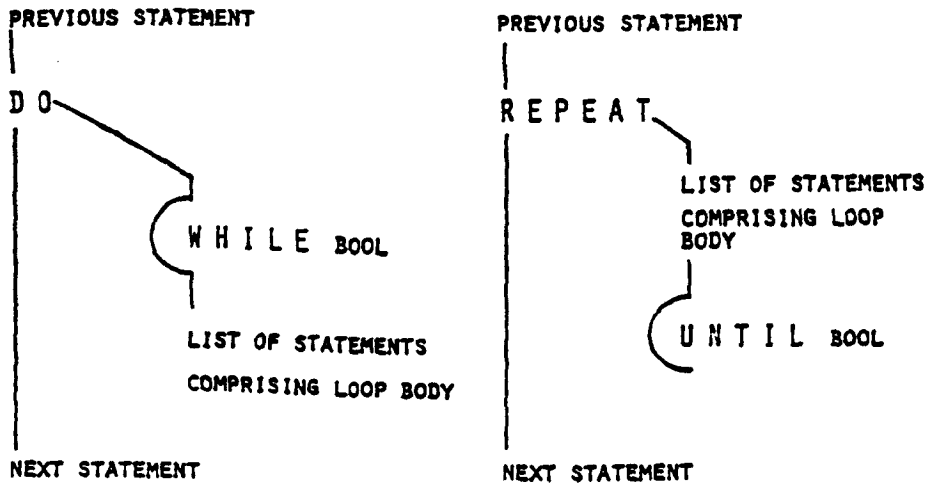 PREVIOUS STATEMENT
DO
WHILE BOOL
LIST OF STATEMENTS
COMPRISING LOOP BODY
NEXT STATEMENT
PREVIOUS STATEMENT
REPEAT
LIST OF STATEMENTS
COMPRISING LOOP
BODY
UNTIL BOOL
NEXT STATEMENT